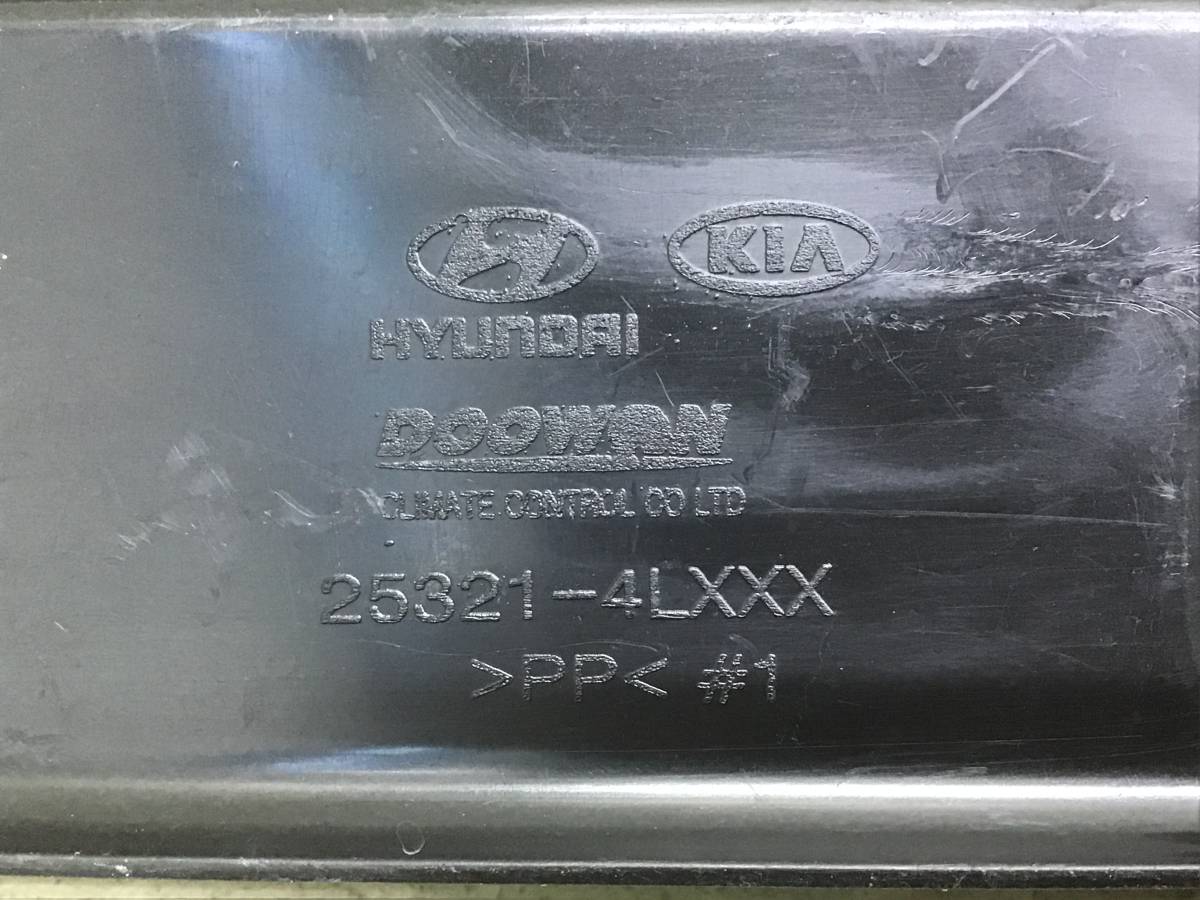 KIA
HYUNDAI
DOOWON
CLIMATE CONTROL CO LTD
25321-4LXXX
>PP< #1